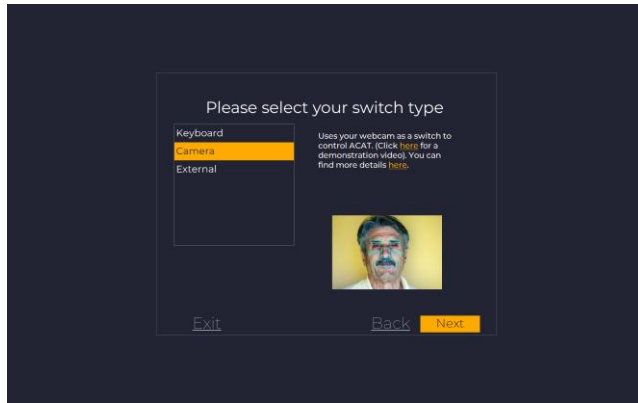 Please select your switch type
Keyboard
Camera
External
Uses your webcam as a switch to
control ACAT. (Click here for a
demonstration video). You can
find more details here.
Exit
Back
Next